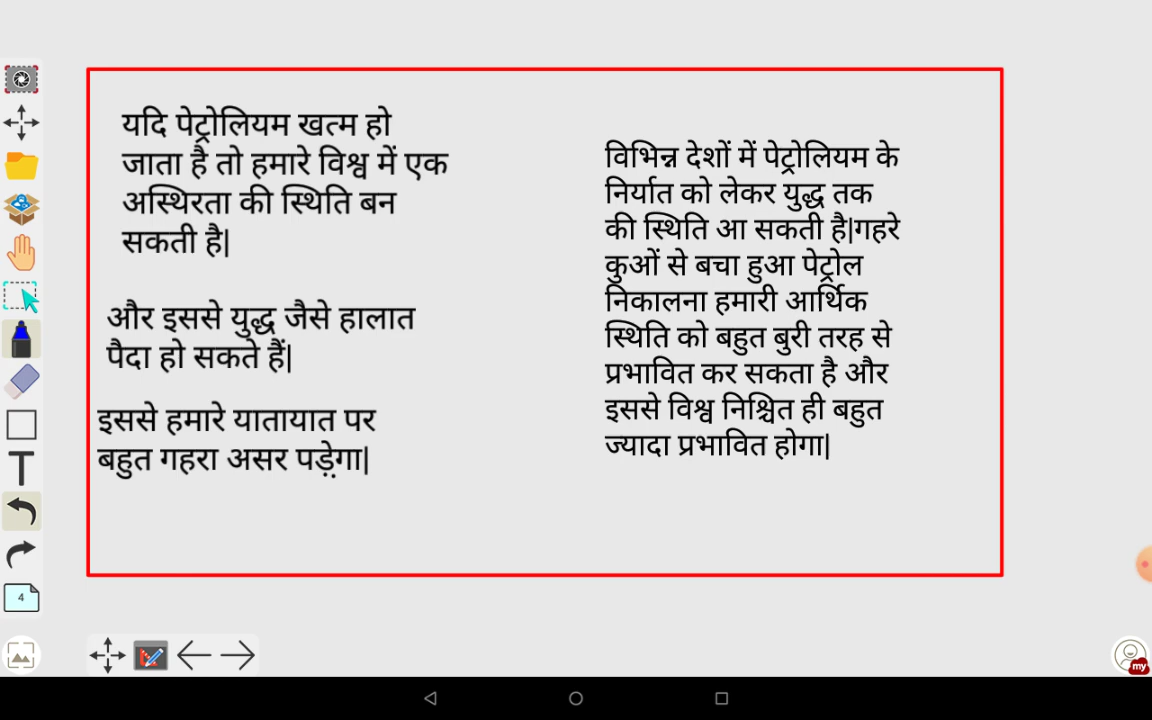 यदि पेट्रोलियम खत्म हो
जाता है तो हमारे विश्व में एक
अस्थिरता की स्थिति बन
सकती है|
और इससे युद्ध जैसे हालात
पैदा हो सकते हैं|
इससे हमारे यातायात पर
बहुत गहरा असर पड़ेगा|
विभिन्न देशों में पेट्रोलियम के
निर्यात को लेकर युद्ध तक
की स्थिति आ सकती है|गहरे
कुओं से बचा हुआ पेट्रोल
निकालना हमारी आर्थिक
स्थिति को बहुत बुरी तरह से
प्रभावित कर सकता है और
इससे विश्व निश्चित ही बहुत
ज्यादा प्रभावित होगा|
4
my